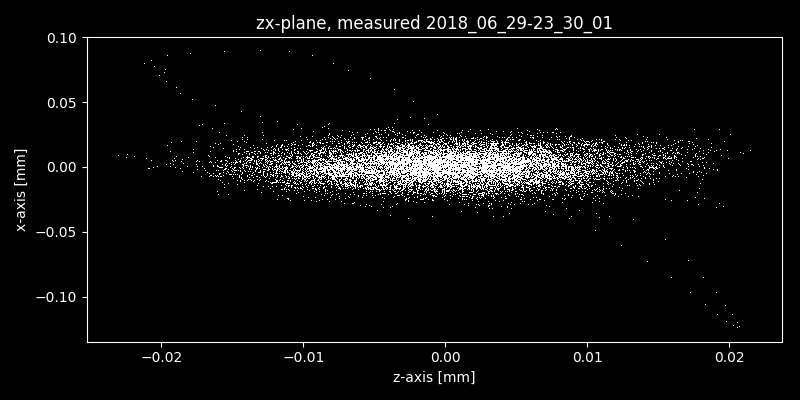 zx-plane, measured 2018_06_29-23_30_01
0.10
0.05
0.00
−0.05
−0.10
x-axis [mm]
−0.02 −0.01 0.00 0.01 0.02
z-axis [mm]